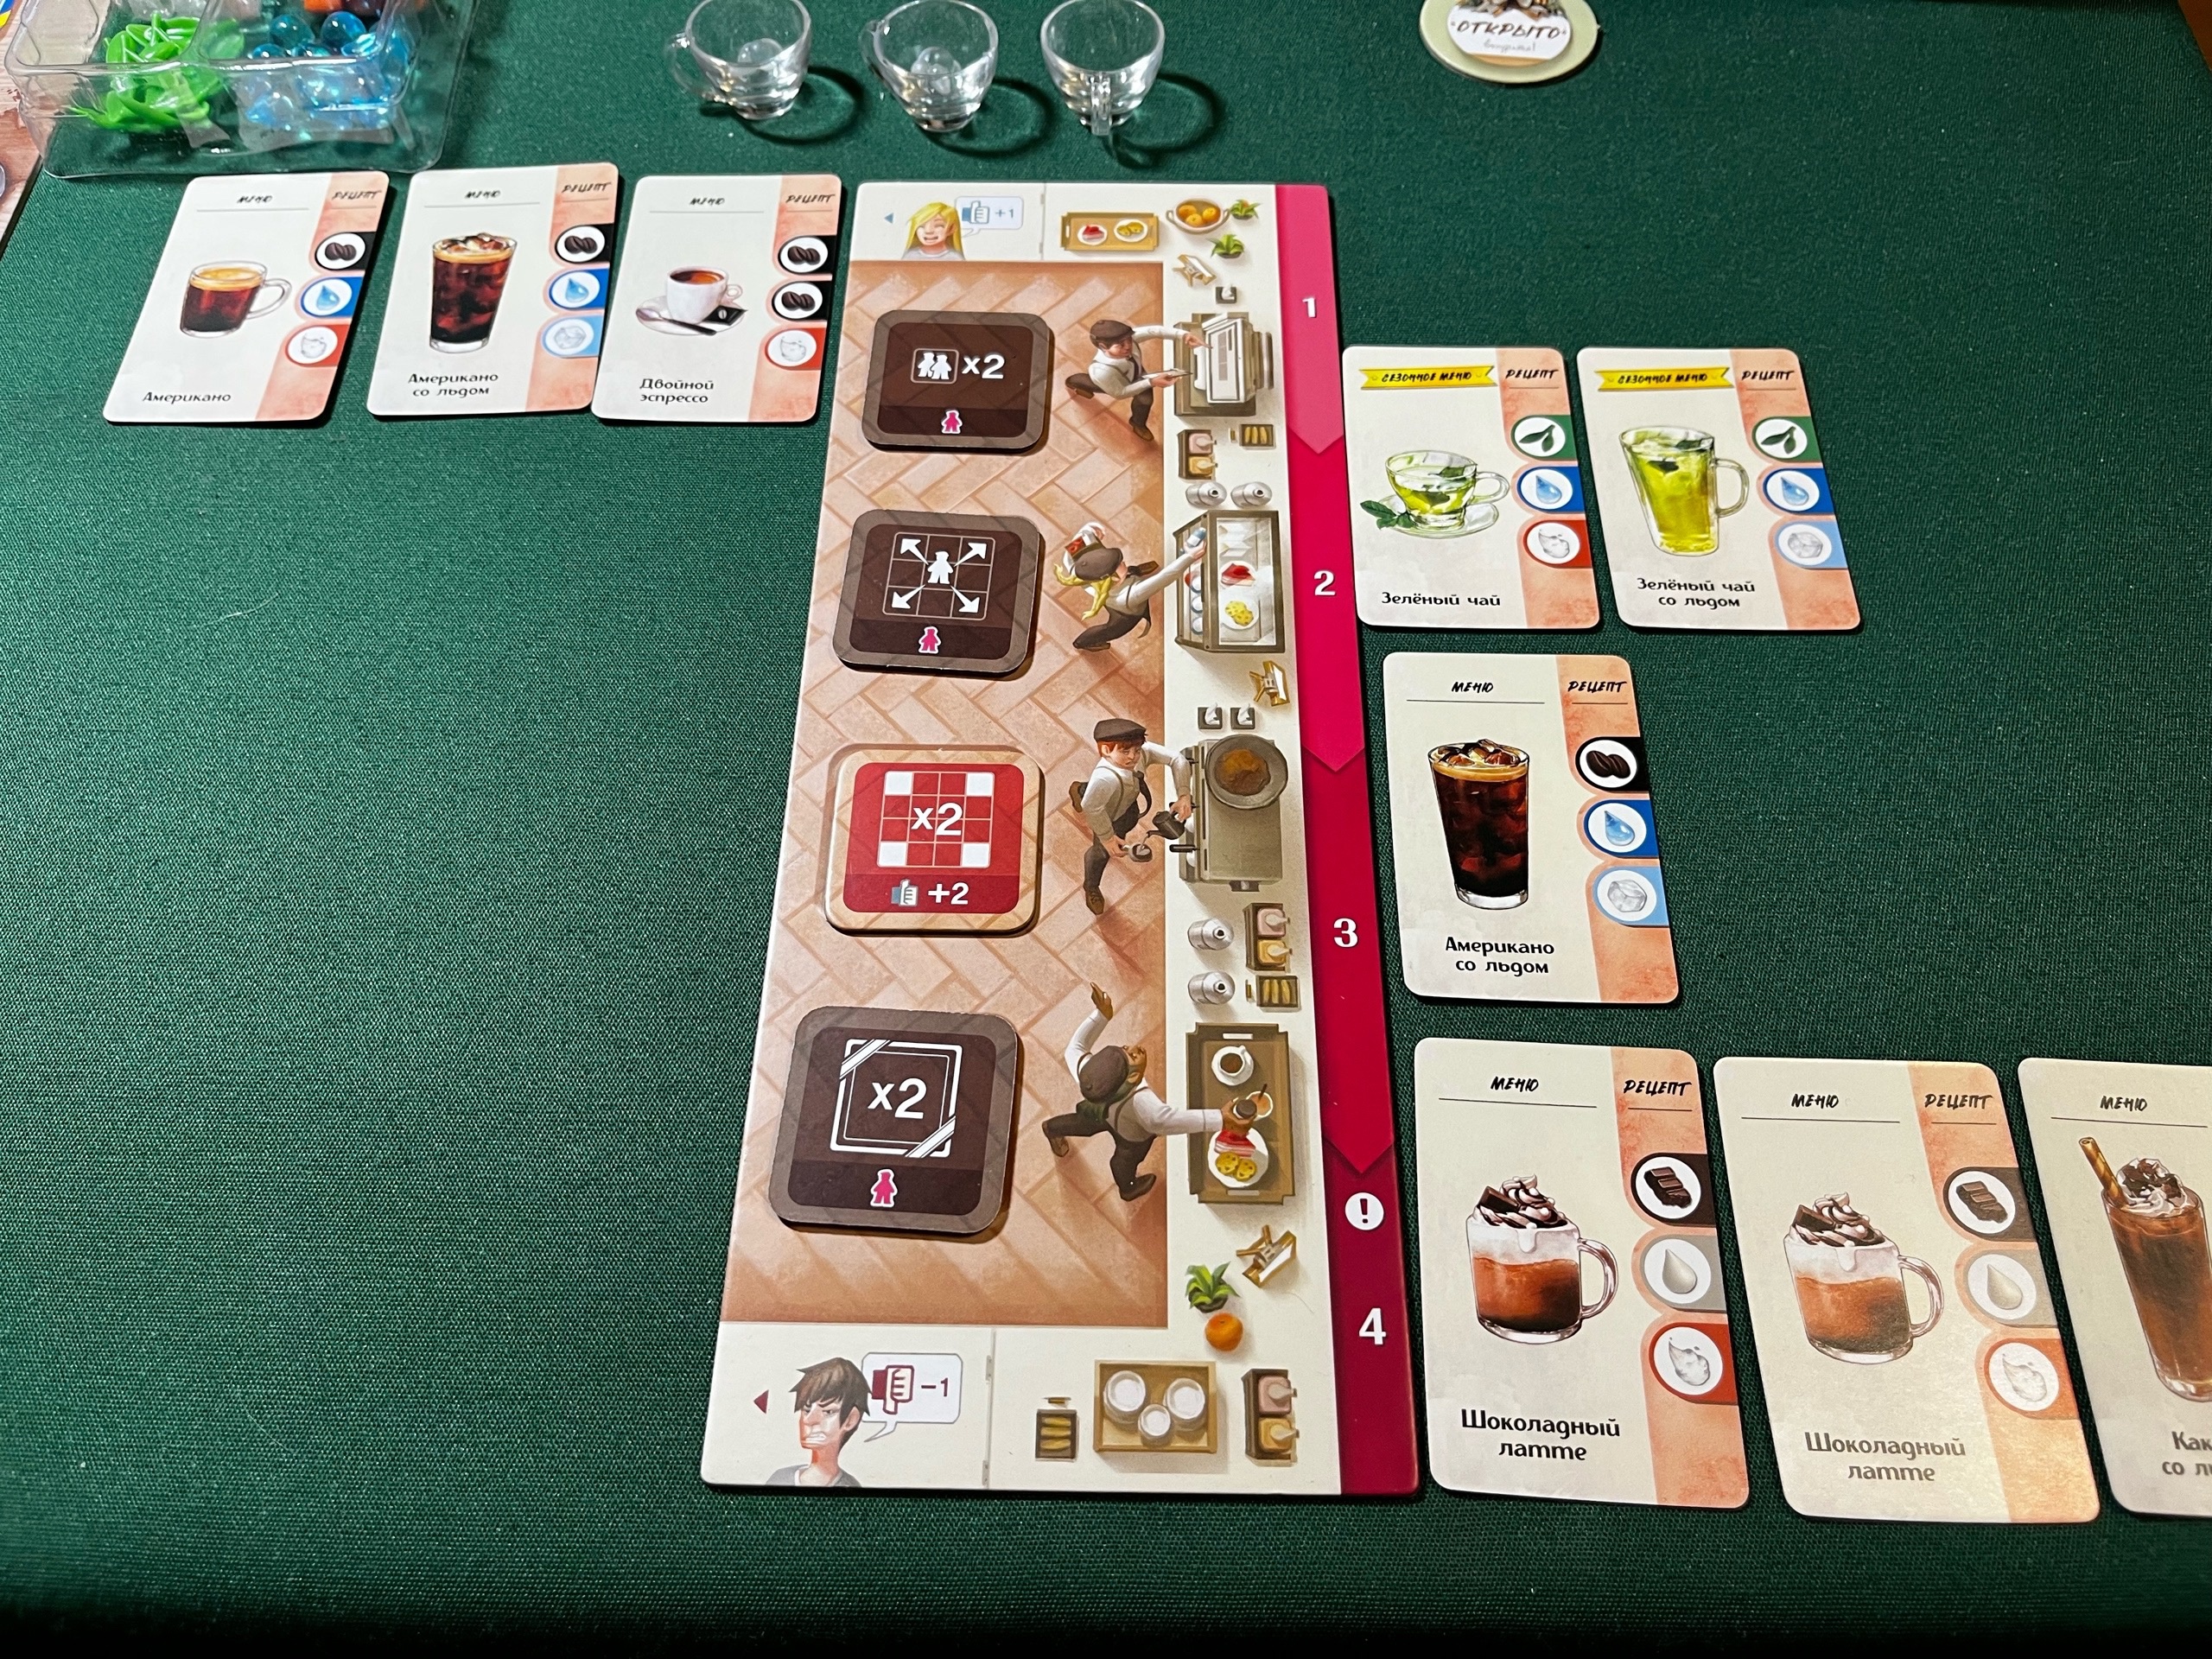 ОТКРЫТО
МЕНЮ
РЕЦЕПТ
Американо
МЕНЮ
РЕЦЕПТ
Американо
со льдом
МЕНЮ
РЕЦЕПТ
Двойной
эспрессо
+1
x2
x2
+2
x2
-1
1
2
3
4
СЕЗОННОЕ МЕНЮ
РЕЦЕПТ
Зелёный чай
СЕЗОННОЕ МЕНЮ
РЕЦЕПТ
Зелёный чай
со льдом
МЕНЮ
РЕЦЕПТ
Американо
со льдом
МЕНЮ
РЕЦЕПТ
Шоколадный
латте
МЕНЮ
РЕЦЕПТ
Шоколадный
латте
МЕНЮ